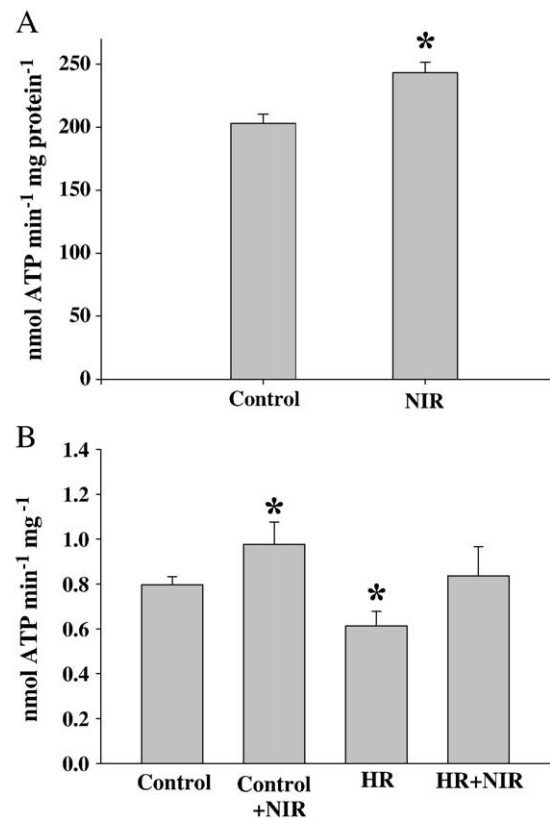 A
nmol ATP min⁻¹ mg protein⁻¹
250
200
150
100
50
0
*
Control
NIR
B
nmol ATP min⁻¹ mg ⁻¹
1.4
1.2
1.0
0.8
0.6
0.4
0.2
0.0
*
*
Control
Control
+NIR
HR
HR+NIR